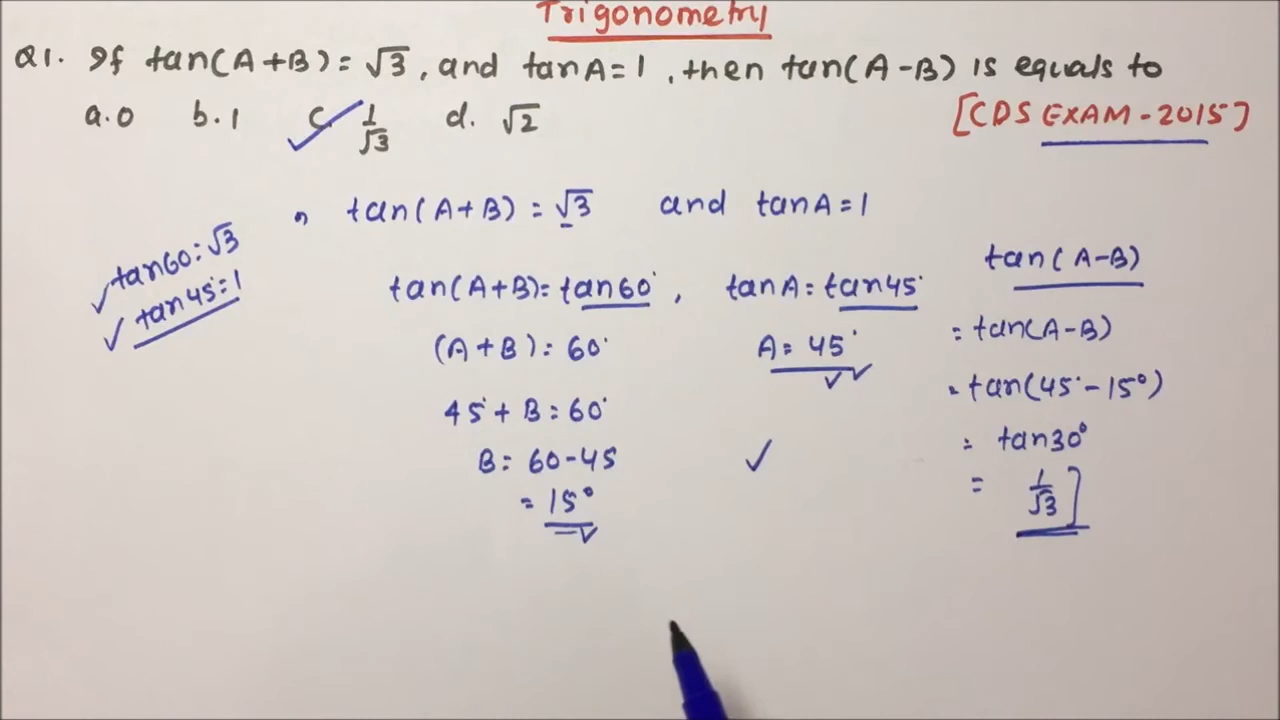 Trigonometry
Q1. If tan(A+B)=√3, and tanA=1, then tan(A-B) is equals to
a.0 b.1 c. 1/√3 d. √2
[CDS EXAM-2015]
, tan(A+B)=√3 and tanA=1
tan60:√3
tan45=1
tan(A+B)=tan60°, tanA=tan45°
(A+B)=60°
A=45°
45°+B=60°
B=60-45
=15°
tan(A-B)
=tan(A-B)
=tan(45°-15°)
=tan30°
=1/√3]